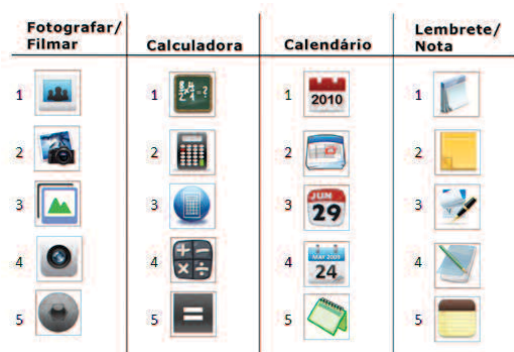 Fotografar/
Filmar
Calculadora
Calendário
Lembrete/
Nota
1 1 1 2010 1
2 2 2 2
3 3 3 JUN 29 3
4 4 4 MAY 2009 24 4
5 5 5 5